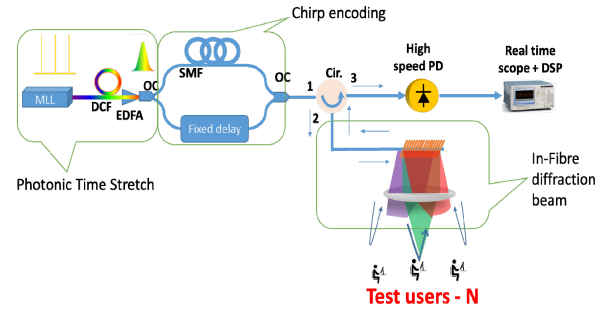 Chirp encoding
MLL
DCF
EDFA
OC
SMF
Fixed delay
OC
1
Cir.
3
2
High
speed PD
Real time
scope + DSP
Photonic Time Stretch
In-Fibre
diffraction
beam
Test users - N